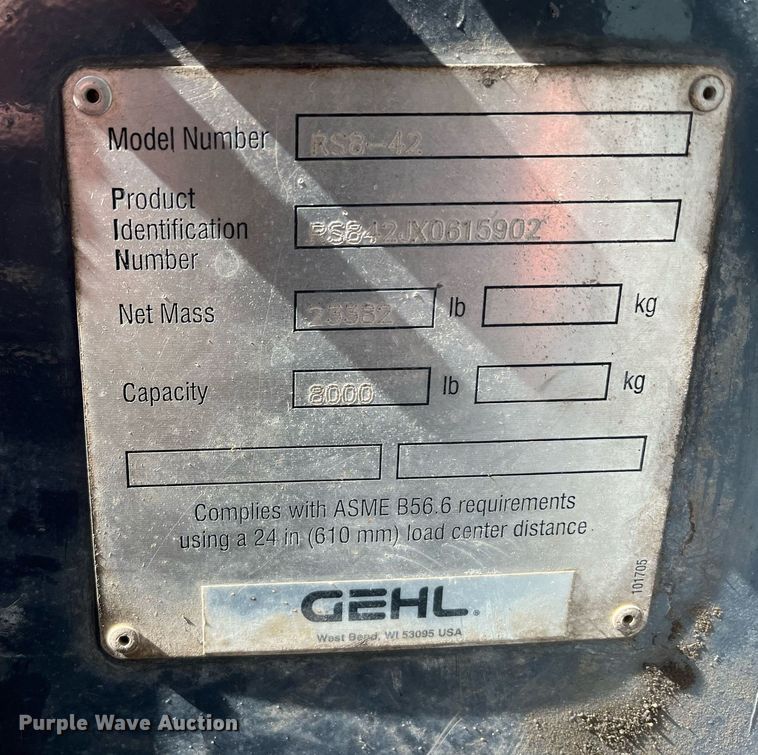 Model Number RS8-42
Product
Identification RS842JX0615902
Number
Net Mass lb kg
Capacity 8000 lb kg
Complies with ASME B56.6 requirements
using a 24 in (610 mm) load center distance
101705
GEHL®
West Bend, WI 53095 USA
Purple Wave Auction